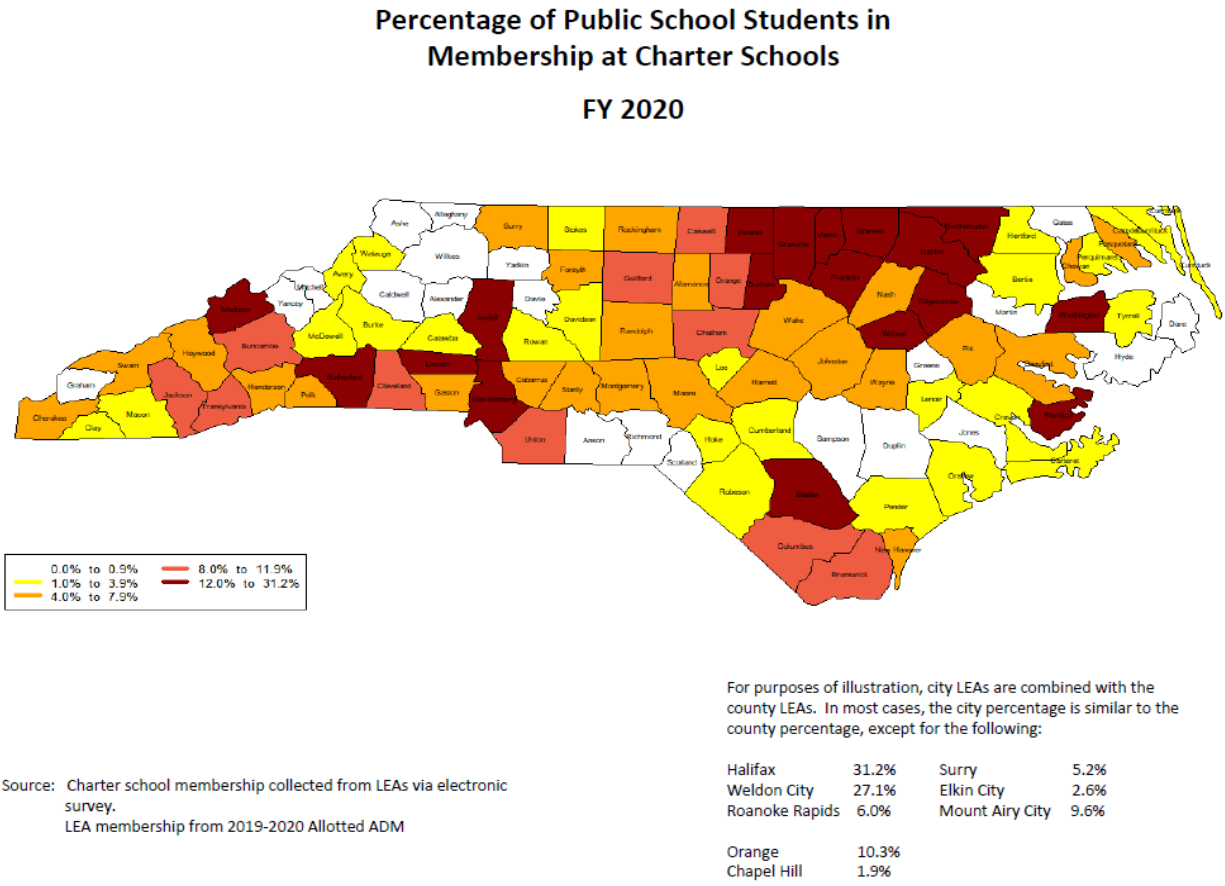 Percentage of Public School Students in
Membership at Charter Schools
FY 2020
Ashe
Alleghany
Surry
Stokes
Rockingham
Caswell
Person
Granville
Vance
Warren
Northampton
Halifax
Hertford
Gates
Camden
Currituck
Pasquotank
Perquimans
Chowan
Bertie
Watauga
Wilkes
Yadkin
Forsyth
Guilford
Alamance
Orange
Durham
Franklin
Nash
Edgecombe
Martin
Washington
Tyrrell
Dare
Avery
Mitchell
Yancey
Caldwell
Alexander
Iredell
Davie
Davidson
Randolph
Chatham
Wake
Wilson
Pitt
Beaufort
Hyde
Madison
Buncombe
McDowell
Burke
Catawba
Rowan
Lee
Johnston
Wayne
Greene
Lenoir
Craven
Pamlico
Swain
Haywood
Graham
Cherokee
Clay
Macon
Jackson
Transylvania
Henderson
Polk
Rutherford
Cleveland
Lincoln
Gaston
Mecklenburg
Cabarrus
Stanly
Montgomery
Moore
Harnett
Union
Anson
Richmond
Scotland
Hoke
Cumberland
Sampson
Duplin
Jones
Carteret
Onslow
Robeson
Bladen
Pender
Columbus
New Hanover
Brunswick
0.0% to 0.9%
1.0% to 3.9%
4.0% to 7.9%
8.0% to 11.9%
12.0% to 31.2%
For purposes of illustration, city LEAs are combined with the
county LEAs. In most cases, the city percentage is similar to the
county percentage, except for the following:
Halifax 31.2% Surry 5.2%
Weldon City 27.1% Elkin City 2.6%
Roanoke Rapids 6.0% Mount Airy City 9.6%
Orange 10.3%
Chapel Hill 1.9%
Source: Charter school membership collected from LEAs via electronic
survey.
LEA membership from 2019-2020 Allotted ADM